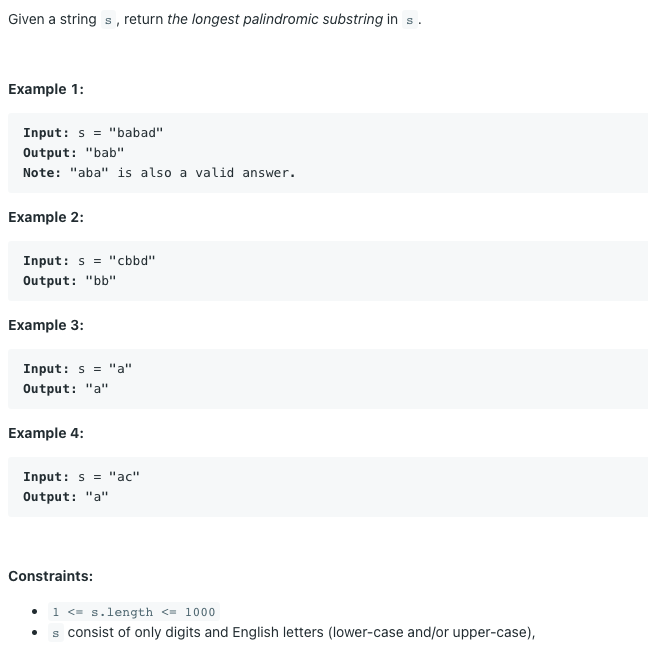 Given a string s, return the longest palindromic substring in s.
Example 1:
Input: s = "babad"
Output: "bab"
Note: "aba" is also a valid answer.
Example 2:
Input: s = "cbbd"
Output: "bb"
Example 3:
Input: s = "a"
Output: "a"
Example 4:
Input: s = "ac"
Output: "a"
Constraints:
• 1 <= s.length <= 1000
• s consist of only digits and English letters (lower-case and/or upper-case),